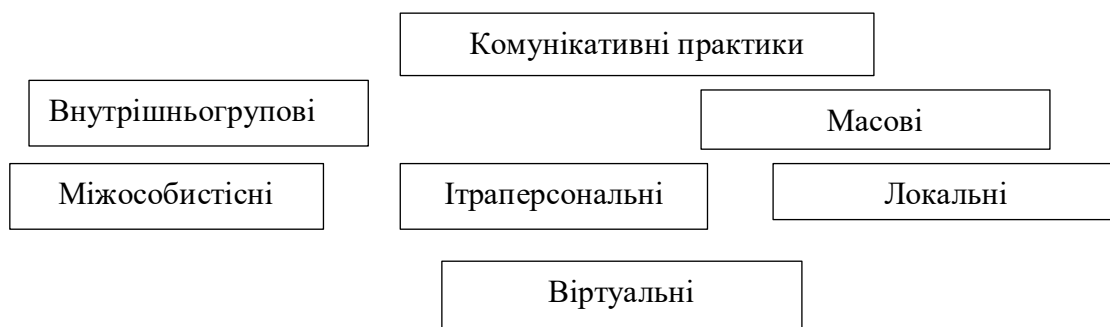 Комунікативні практики
Внутрішньогрупові
Масові
Міжособистісні
Ітраперсональні
Локальні
Віртуальні